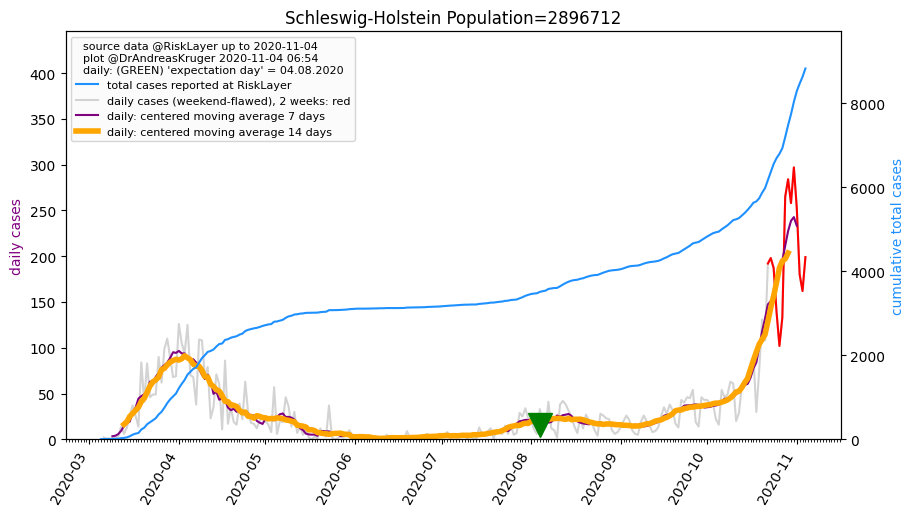 Schleswig-Holstein Population=2896712
source data @RiskLayer up to 2020-11-04
plot @DrAndreasKruger 2020-11-04 06:54
daily: (GREEN) 'expectation day' = 04.08.2020
total cases reported at RiskLayer
daily cases (weekend-flawed), 2 weeks: red
daily: centered moving average 7 days
daily: centered moving average 14 days
daily cases
400
350
300
250
200
150
100
50
0
8000
6000
4000
2000
0
cumulative total cases
2020-03
2020-04
2020-05
2020-06
2020-07
2020-08
2020-09
2020-10
2020-11